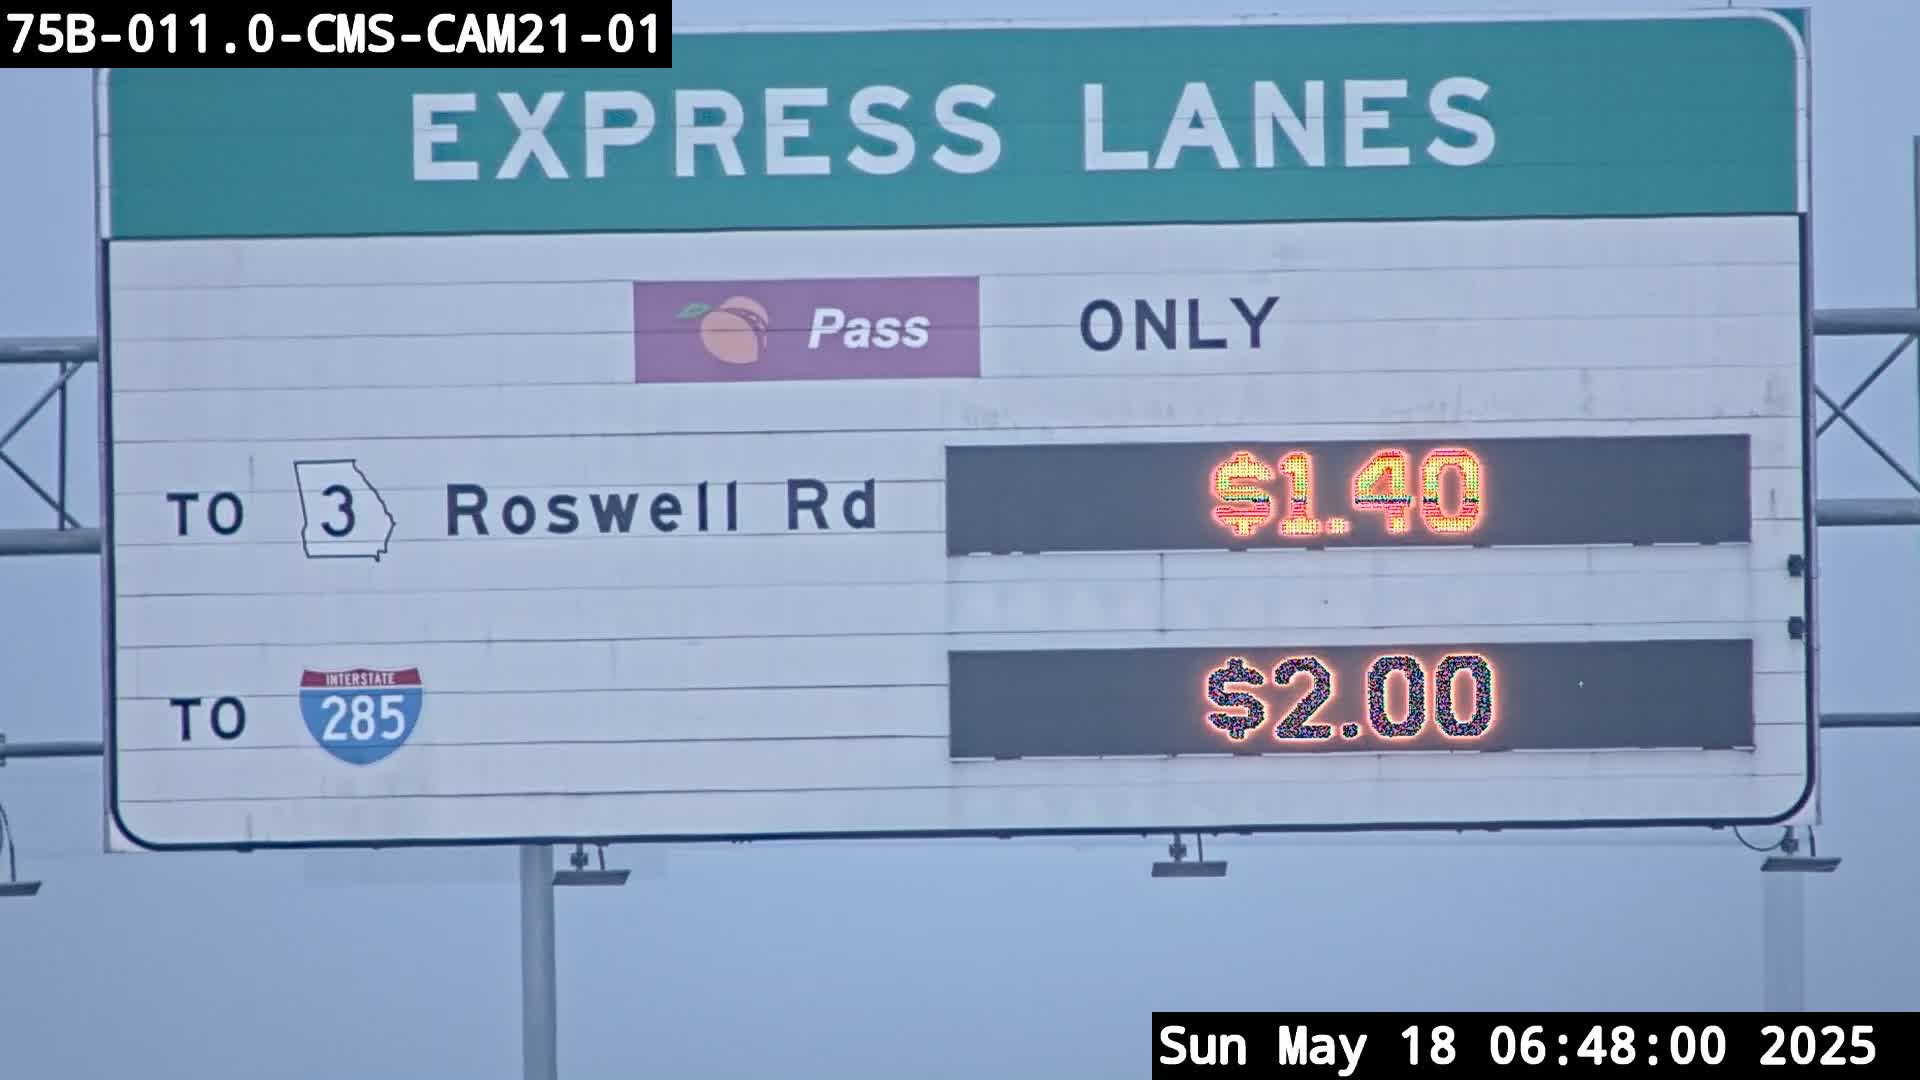 75B-011.0-CMS-CAM21-01
EXPRESS LANES
Pass ONLY
TO 3 Roswell Rd $1.40
INTERSTATE
TO 285 $2.00
Sun May 18 06:48:00 2025